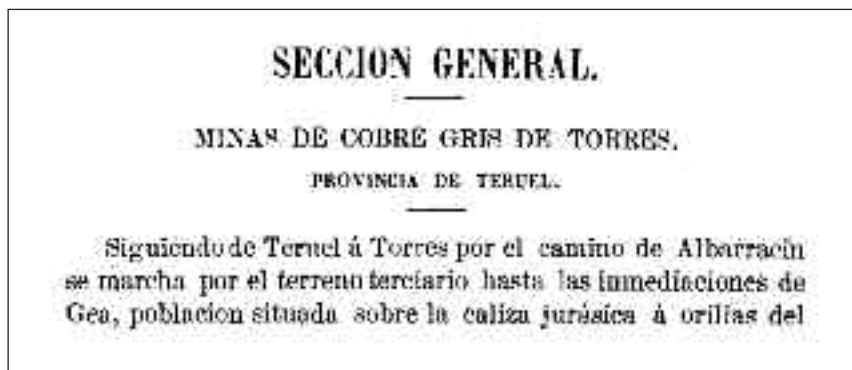 SECCION GENERAL.
MINAS DE COBRE GRIS DE TORRES.
PROVINCIA DE TERUEL.
Siguiendo de Teruel á Torres por el camino de Albarracin
se marcha por el terreno terciario hasta las inmediaciones de
Gea, poblacion situada sobre la caliza jurásica á orillas del